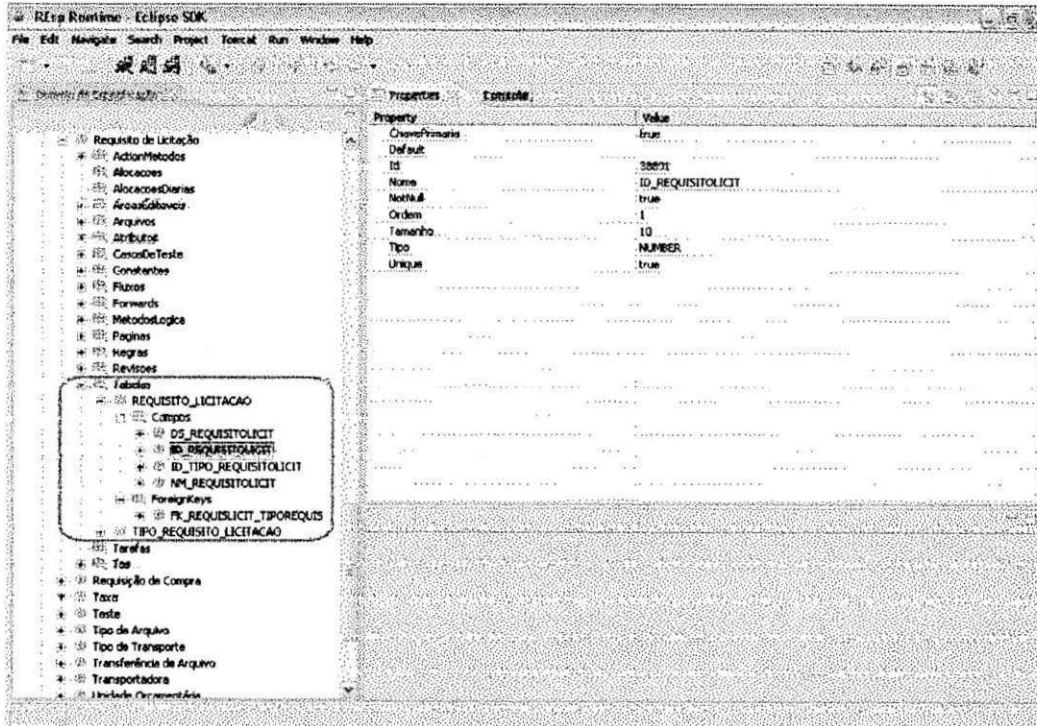 REsp Runtime - Eclipse SDK
File Edit Navigate Search Project Tomcat Run Window Help
Requisito de Licitação
ActionMetodos
Alocacoes
AlocacoesDiarias
ÁreasEditaveis
Arquivos
Atributos
CasosDeTeste
Constantes
Fluxos
Forwards
MetodosLogica
Paginas
Regras
Revisoes
Tabelas
REQUISITO_LICITACAO
Campos
DS_REQUISITOLICIT
ID_REQUISITOLICIT
ID_TIPO_REQUISITOLICIT
NM_REQUISITOLICIT
ForeignKeys
FK_REQUISLICIT_TIPOREQUIS
TIPO_REQUISITO_LICITACAO
Tarefas
Tos
Requisição de Compra
Taxa
Teste
Tipo de Arquivo
Tipo de Transporte
Transferência de Arquivo
Transportadora
Unidade Orcamentária
Properties Console
Property Value
ChavePrimaria true
Default
Id 38801
Nome ID_REQUISITOLICIT
NotNull true
Ordem 1
Tamanho 10
Tipo NUMBER
Unique true